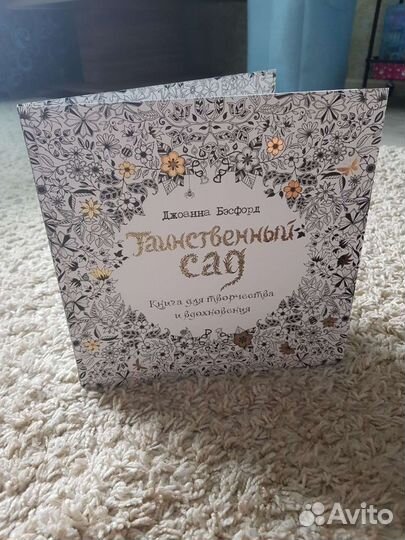 Джоанна Бэсфорд
Таинственный
сад
Книга для творчества
и вдохновения
Avito